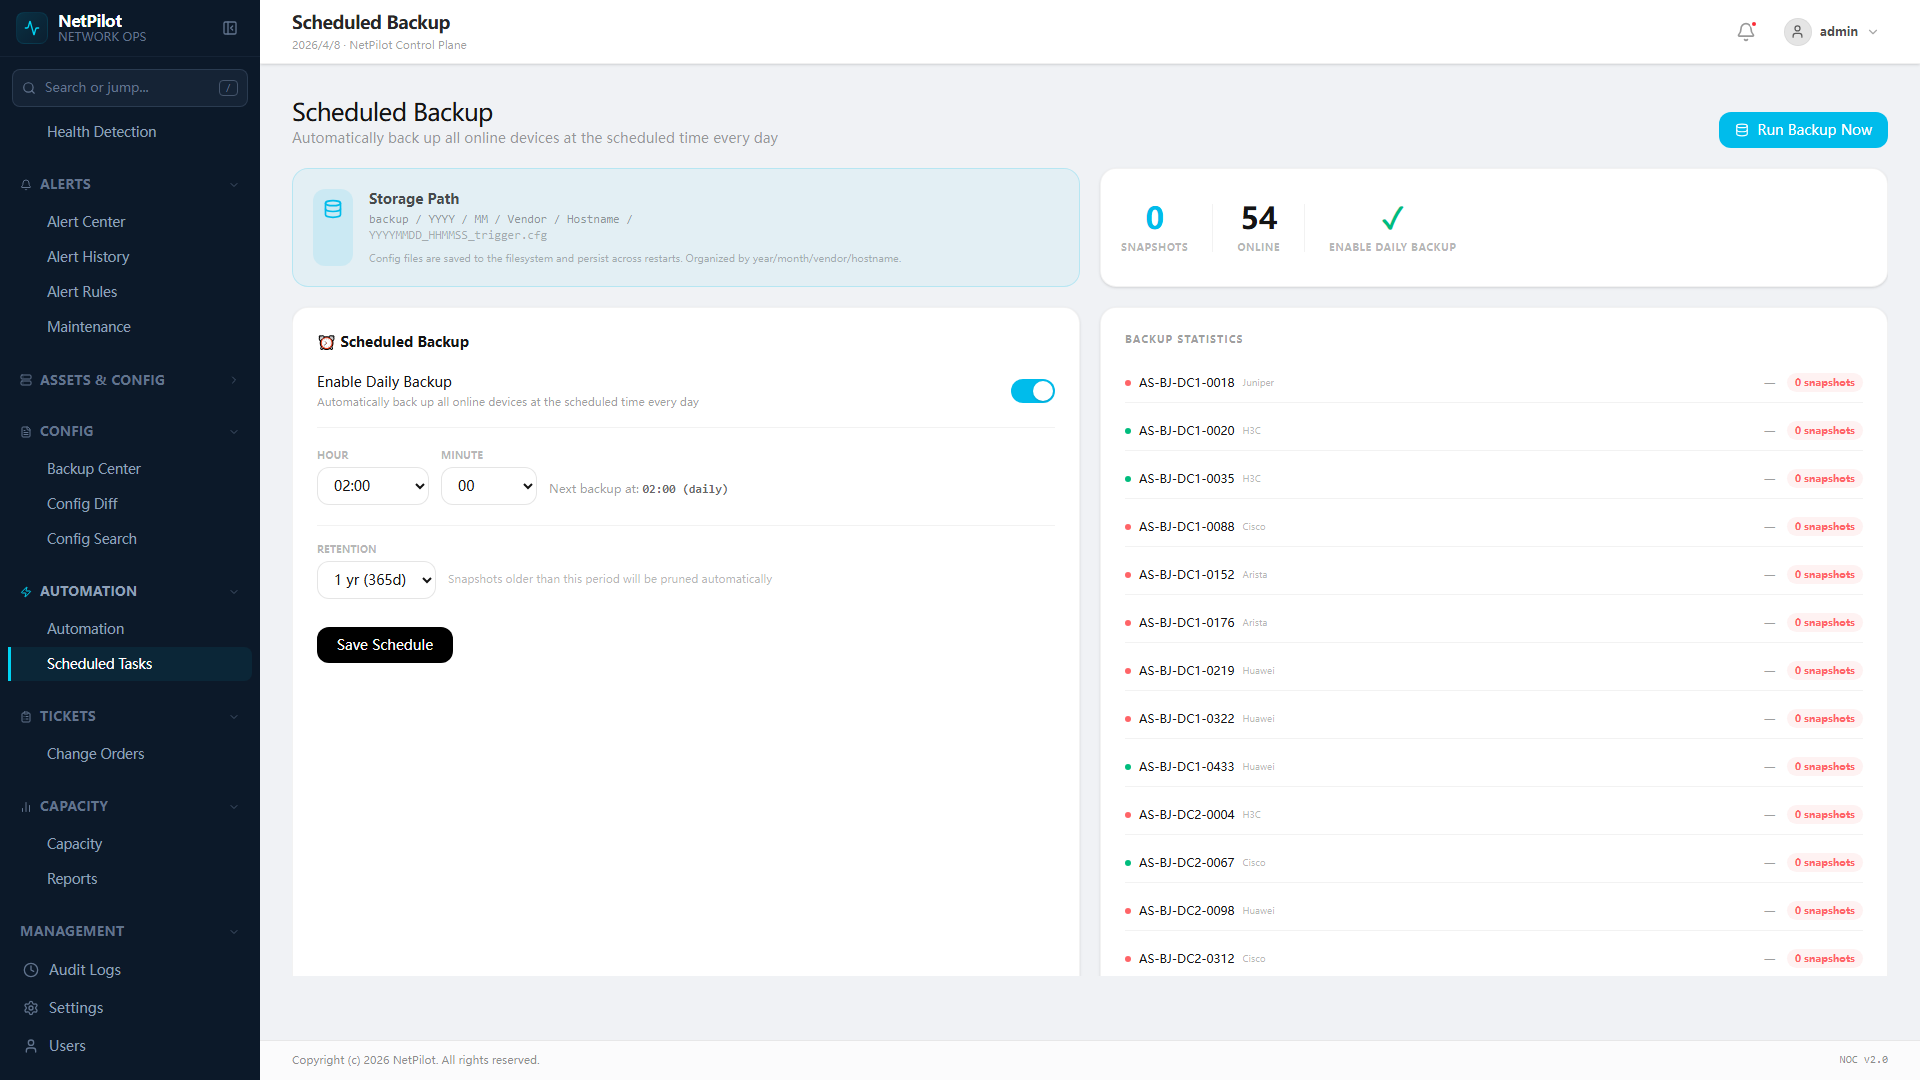 NetPilot
NETWORK OPS
Search or jump...
/
Health Detection
ALERTS
Alert Center
Alert History
Alert Rules
Maintenance
ASSETS & CONFIG
CONFIG
Backup Center
Config Diff
Config Search
AUTOMATION
Automation
Scheduled Tasks
TICKETS
Change Orders
CAPACITY
Capacity
Reports
MANAGEMENT
Audit Logs
Settings
Users
Scheduled Backup
2026/4/8 · NetPilot Control Plane
admin
Scheduled Backup
Automatically back up all online devices at the scheduled time every day
Run Backup Now
Storage Path
backup / YYYY / MM / Vendor / Hostname /
YYYYMMDD_HHMMSS_trigger.cfg
Config files are saved to the filesystem and persist across restarts. Organized by year/month/vendor/hostname.
0
SNAPSHOTS
54
ONLINE
✓
ENABLE DAILY BACKUP
⏰ Scheduled Backup
Enable Daily Backup
Automatically back up all online devices at the scheduled time every day
HOUR
MINUTE
02:00
00
Next backup at: 02:00 (daily)
RETENTION
1 yr (365d)
Snapshots older than this period will be pruned automatically
Save Schedule
BACKUP STATISTICS
AS-BJ-DC1-0018 Juniper — 0 snapshots
AS-BJ-DC1-0020 H3C — 0 snapshots
AS-BJ-DC1-0035 H3C — 0 snapshots
AS-BJ-DC1-0088 Cisco — 0 snapshots
AS-BJ-DC1-0152 Arista — 0 snapshots
AS-BJ-DC1-0176 Arista — 0 snapshots
AS-BJ-DC1-0219 Huawei — 0 snapshots
AS-BJ-DC1-0322 Huawei — 0 snapshots
AS-BJ-DC1-0433 Huawei — 0 snapshots
AS-BJ-DC2-0004 H3C — 0 snapshots
AS-BJ-DC2-0067 Cisco — 0 snapshots
AS-BJ-DC2-0098 Huawei — 0 snapshots
AS-BJ-DC2-0312 Cisco — 0 snapshots
Copyright (c) 2026 NetPilot. All rights reserved.
NOC v2.0